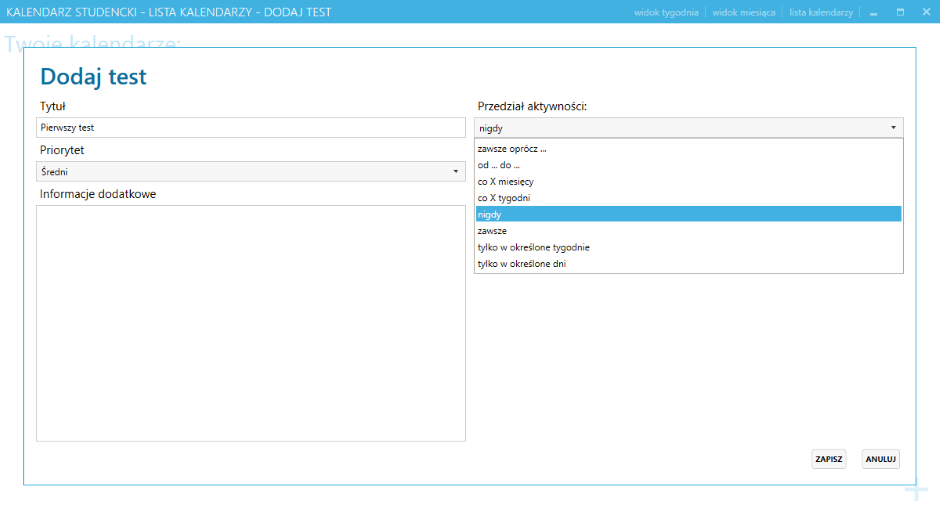 KALENDARZ STUDENCKI - LISTA KALENDARZY - DODAJ TEST
widok tygodnia
widok miesiąca
lista kalendarzy
Twoje kalendarze:
Dodaj test
Tytuł
Pierwszy test
Priorytet
Średni
Informacje dodatkowe
Przedział aktywności:
nigdy
zawsze oprócz ...
od ... do ...
co X miesięcy
co X tygodni
nigdy
zawsze
tylko w określone tygodnie
tylko w określone dni
ZAPISZ
ANULUJ